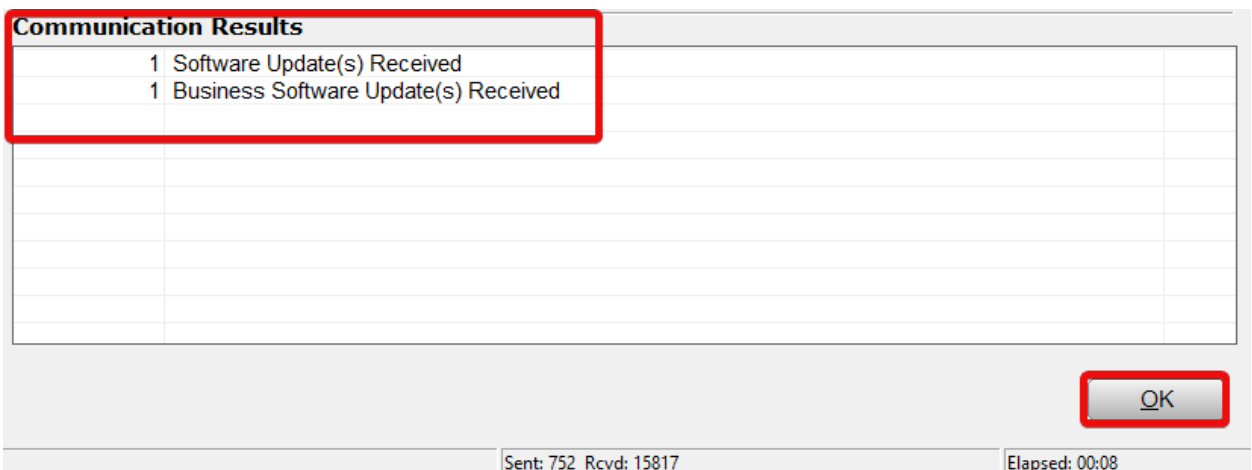 Communication Results
1 Software Update(s) Received
1 Business Software Update(s) Received
OK
Sent: 752 Rcvd: 15817 Elapsed: 00:08